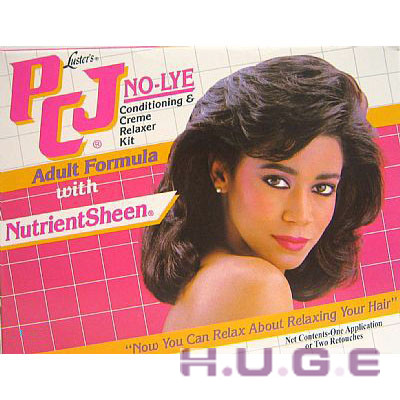 Luster's®
PCJ®
NO-LYE
Conditioning &
Creme
Relaxer
Kit
Adult Formula
with
NutrientSheen®
"Now You Can Relax About Relaxing Your Hair"
Net Contents-One Application
or Two Retouches
H.U.G.E